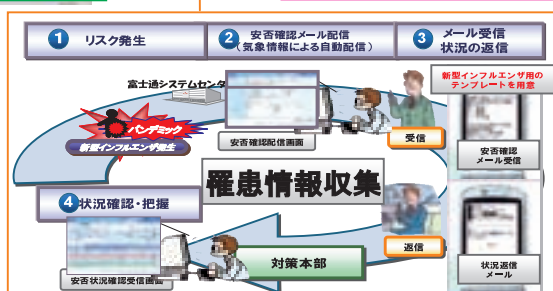 1 リスク発生
2 安否確認メール配信
（気象情報による自動配信）
3 メール受信
状況の返信
富士通システムセンタ
新型インフルエンザ用の
テンプレートを用意
パンデミック
新型インフルエンザ発生
安否確認配信画面
受信
安否確認
メール受信
罹患情報収集
4 状況確認・把握
返信
対策本部
状況返信
メール
安否状況確認受信画面